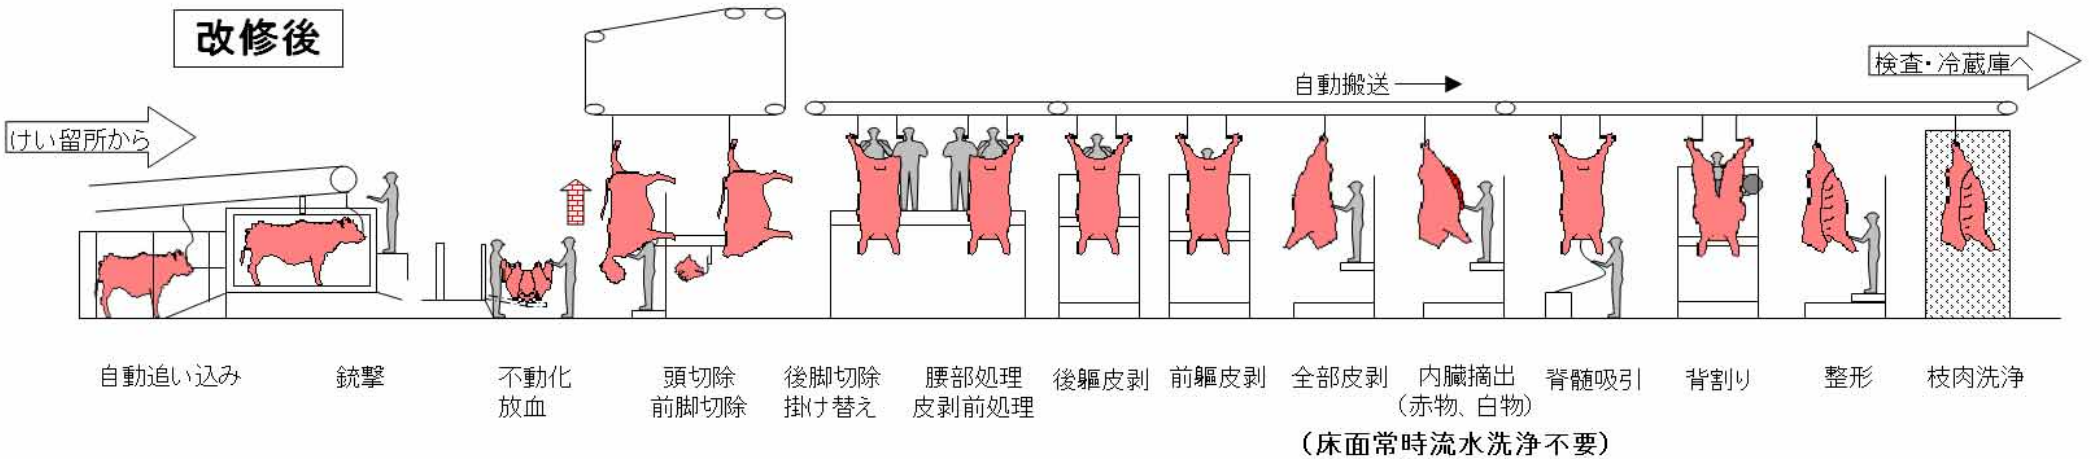 改修後
検査・冷蔵庫へ
自動搬送
けい留所から
自動追い込み
銃撃
不動化
放血
頭切除
前脚切除
後脚切除
掛け替え
腰部処理
皮剥前処理
後軀皮剥
前軀皮剥
全部皮剥
内臓摘出
(赤物、白物)
脊髄吸引
背割り
整形
枝肉洗浄
(床面常時流水洗浄不要)